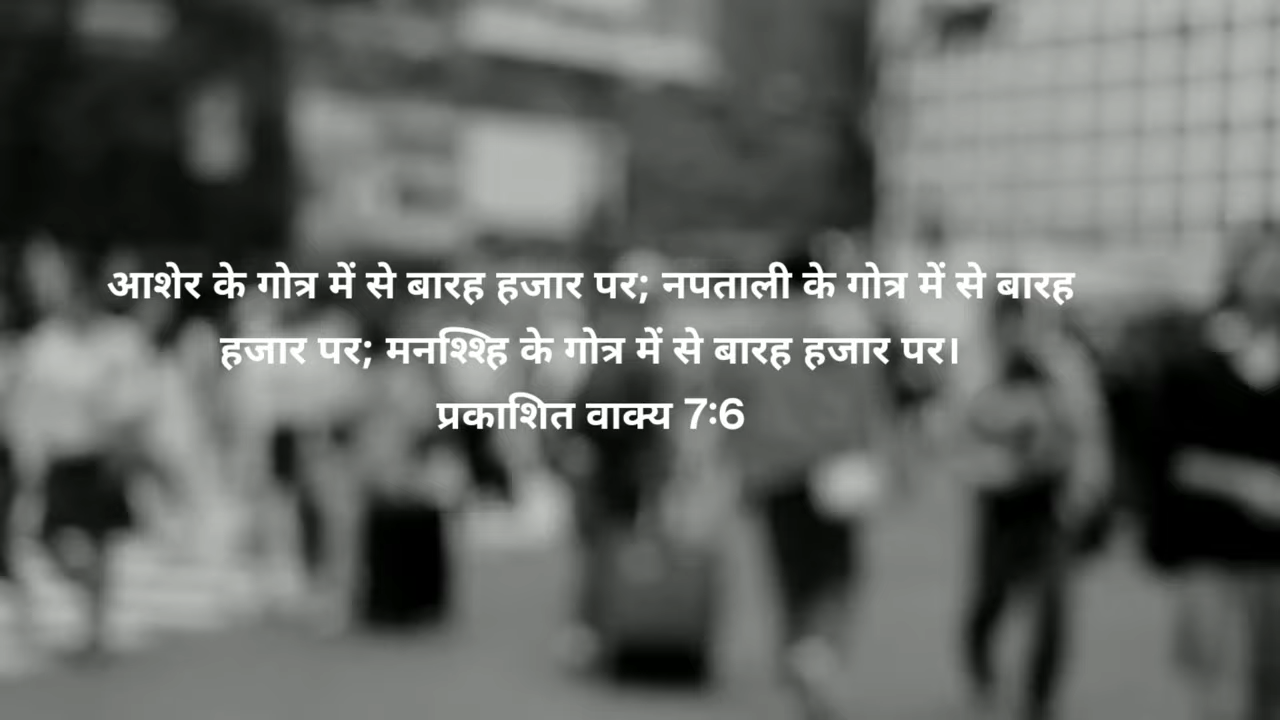 आशेर के गोत्र में से बारह हजार पर; नपताली के गोत्र में से बारह
हजार पर; मनश्शिह के गोत्र में से बारह हजार पर।
प्रकाशित वाक्य 7:6